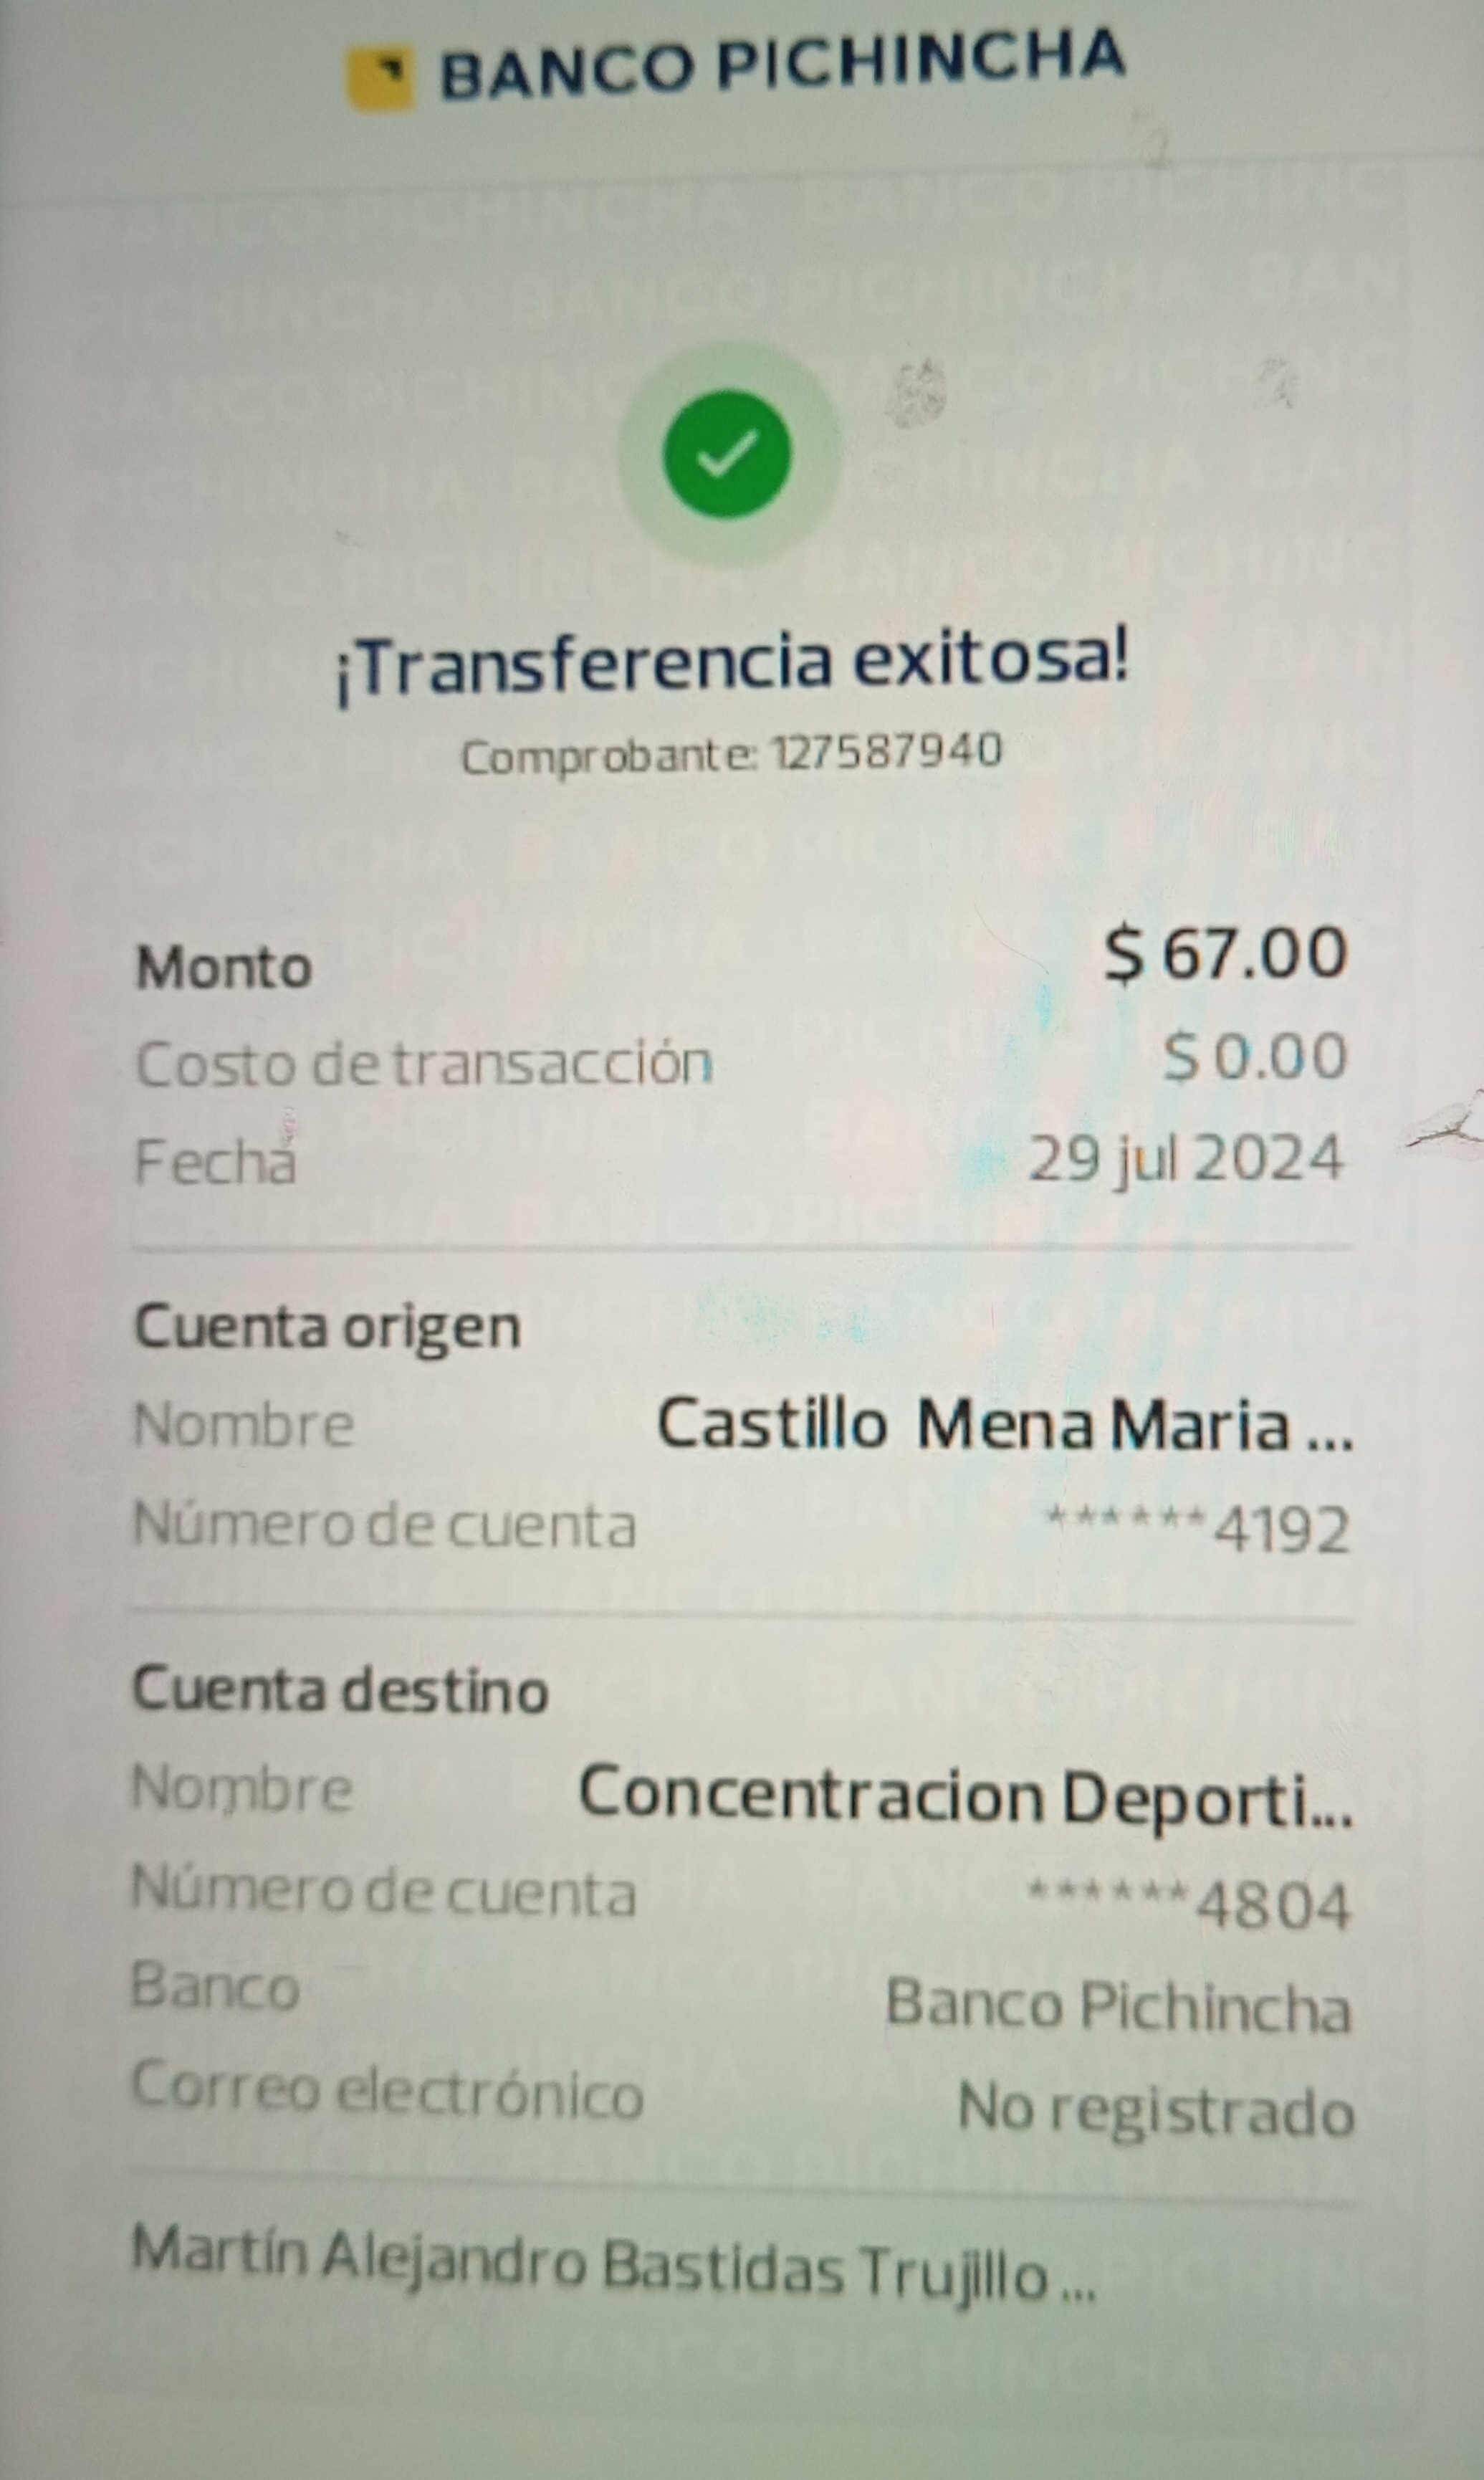 BANCO PICHINCHA
¡Transferencia exitosa!
Comprobante: 127587940
Monto $ 67.00
Costo de transacción $ 0.00
Fecha 29 jul 2024
Cuenta origen
Nombre Castillo Mena Maria ...
Número de cuenta ******4192
Cuenta destino
Nombre Concentracion Deporti...
Número de cuenta ******4804
Banco Banco Pichincha
Correo electrónico No registrado
Martín Alejandro Bastidas Trujillo ...